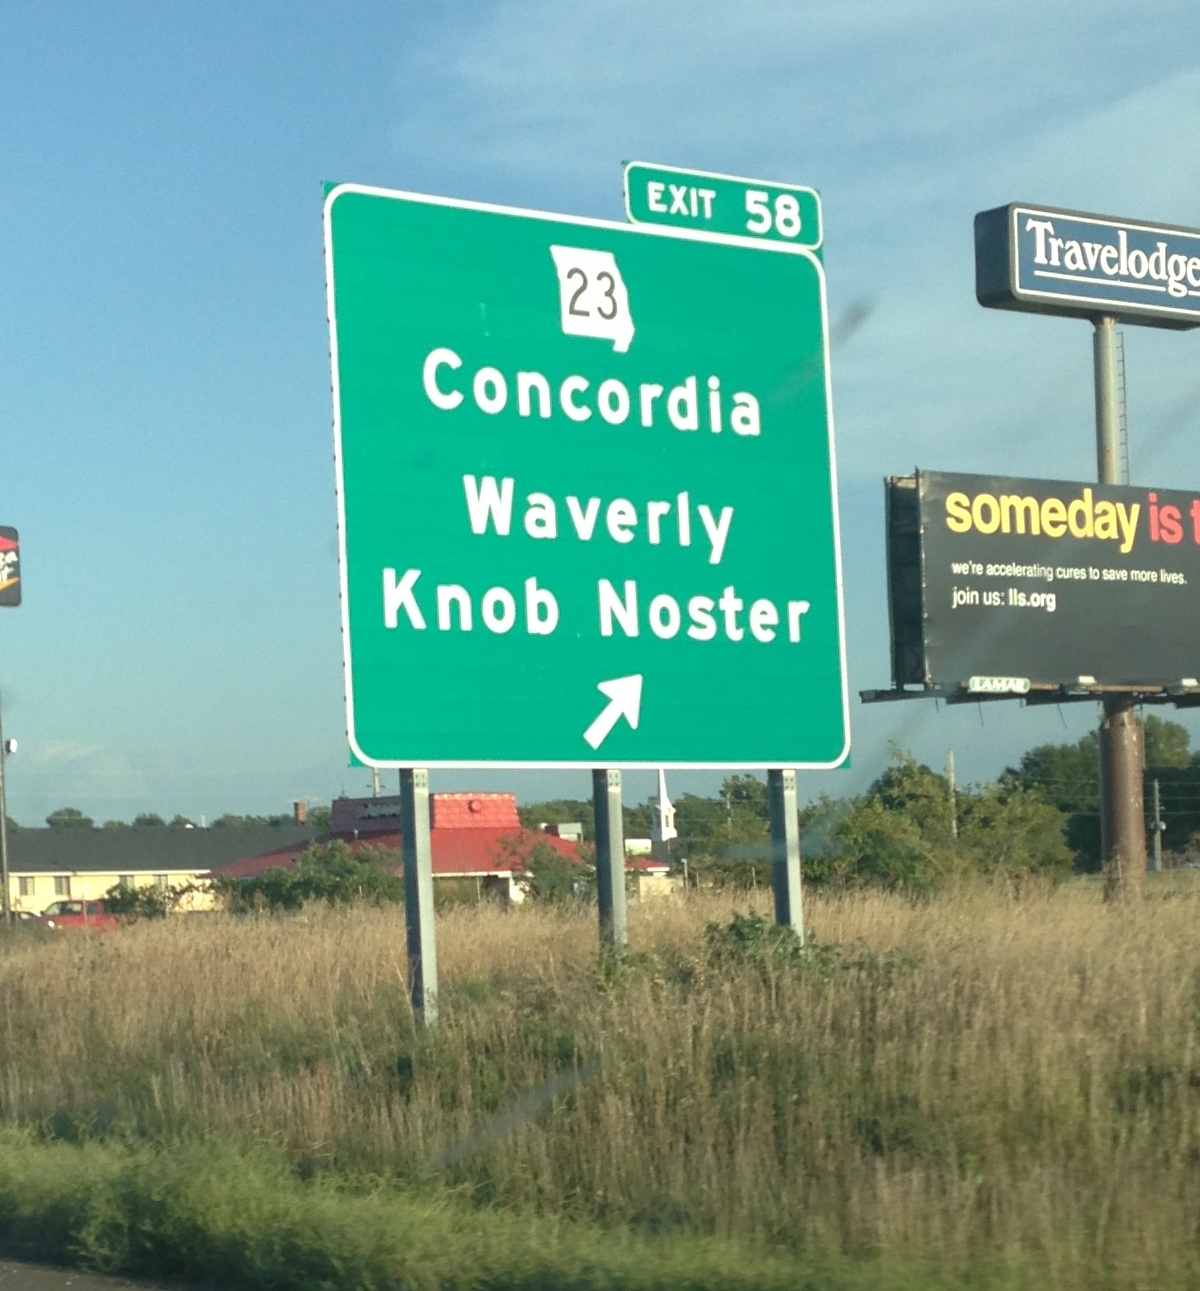 EXIT 58
23
Concordia
Waverly
Knob Noster
Travelodge
someday is
we're accelerating cures to save more lives.
join us: lls.org
LAMAR